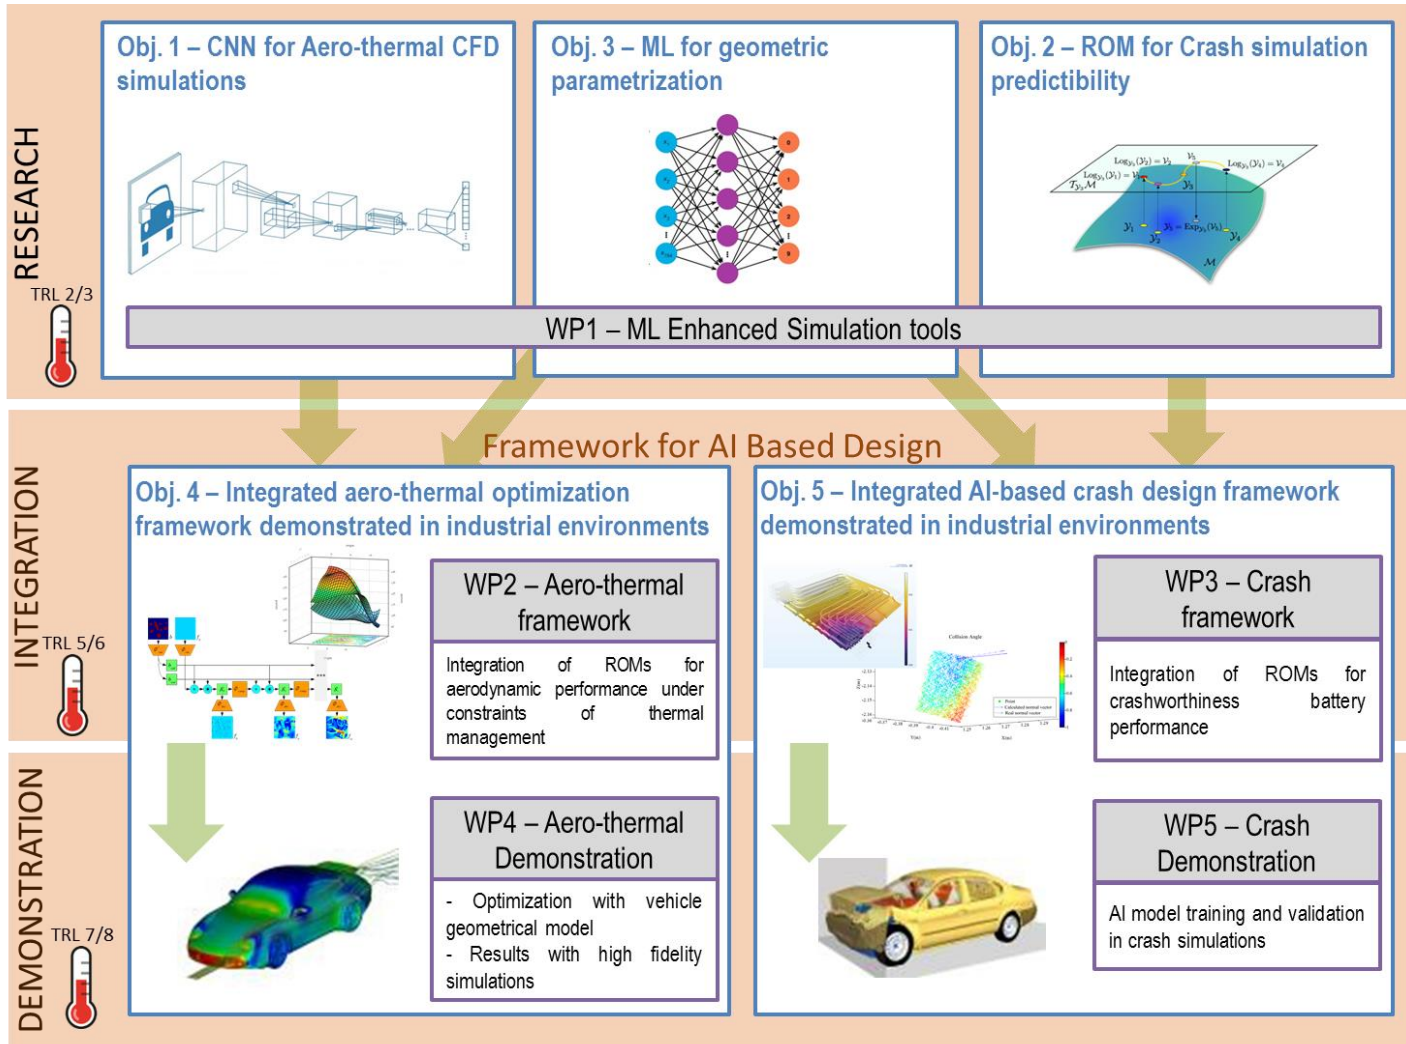 RESEARCH
TRL 2/3
Obj. 1 – CNN for Aero-thermal CFD
simulations
Obj. 3 – ML for geometric
parametrization
0
1
2
9
Obj. 2 – ROM for Crash simulation
predictibility
WP1 – ML Enhanced Simulation tools
Framework for AI Based Design
INTEGRATION
TRL 5/6
Obj. 4 – Integrated aero-thermal optimization
framework demonstrated in industrial environments
WP2 – Aero-thermal
framework
Integration of ROMs for
aerodynamic performance under
constraints of thermal
management
Obj. 5 – Integrated AI-based crash design framework
demonstrated in industrial environments
Collision Angle
WP3 – Crash
framework
Integration of ROMs for
crashworthiness battery
performance
DEMONSTRATION
TRL 7/8
WP4 – Aero-thermal
Demonstration
- Optimization with vehicle
geometrical model
- Results with high fidelity
simulations
WP5 – Crash
Demonstration
AI model training and validation
in crash simulations